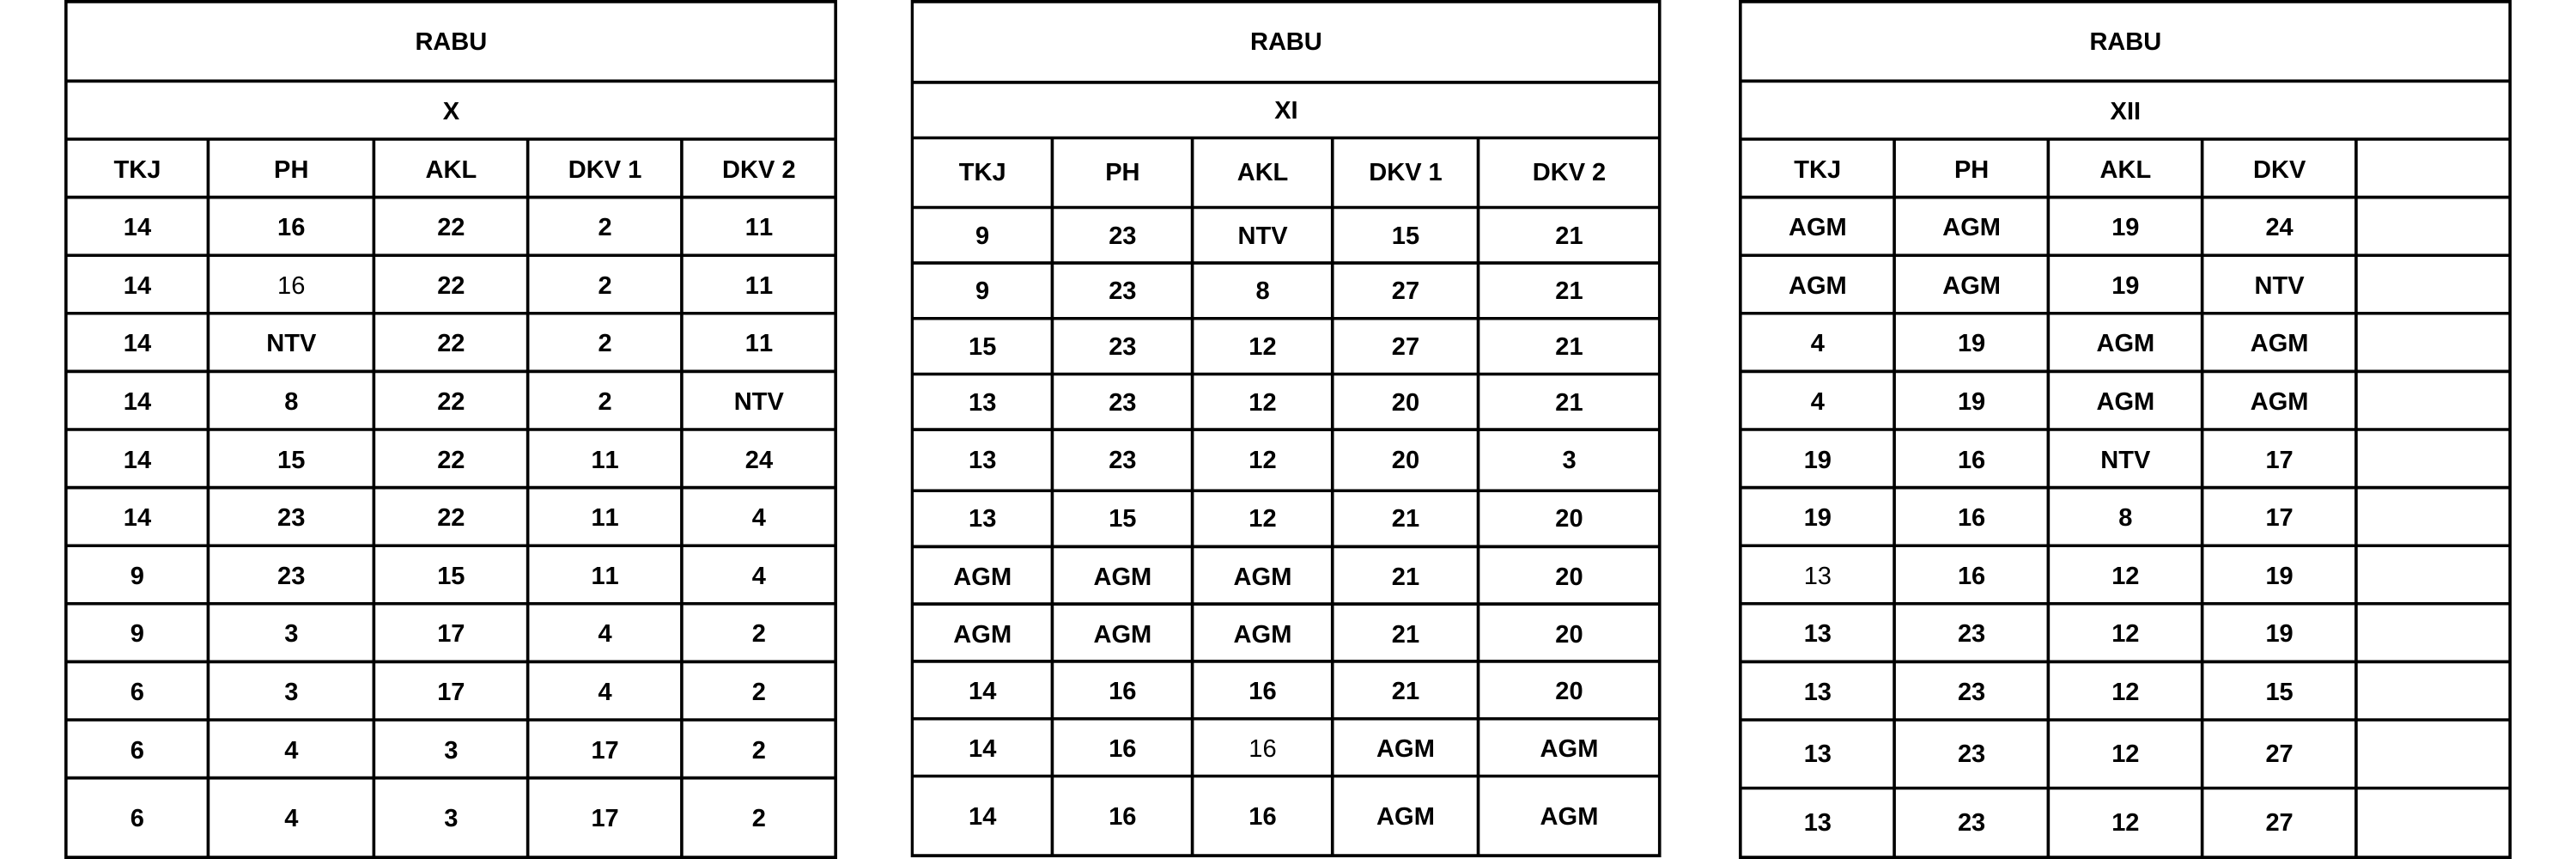 RABU
X
TKJ PH AKL DKV 1 DKV 2
14 16 22 2 11
14 16 22 2 11
14 NTV 22 2 11
14 8 22 2 NTV
14 15 22 11 24
14 23 22 11 4
9 23 15 11 4
9 3 17 4 2
6 3 17 4 2
6 4 3 17 2
6 4 3 17 2
RABU
XI
TKJ PH AKL DKV 1 DKV 2
9 23 NTV 15 21
9 23 8 27 21
15 23 12 27 21
13 23 12 20 21
13 23 12 20 3
13 15 12 21 20
AGM AGM AGM 21 20
AGM AGM AGM 21 20
14 16 16 21 20
14 16 16 AGM AGM
14 16 16 AGM AGM
RABU
XII
TKJ PH AKL DKV
AGM AGM 19 24
AGM AGM 19 NTV
4 19 AGM AGM
4 19 AGM AGM
19 16 NTV 17
19 16 8 17
13 16 12 19
13 23 12 19
13 23 12 15
13 23 12 27
13 23 12 27